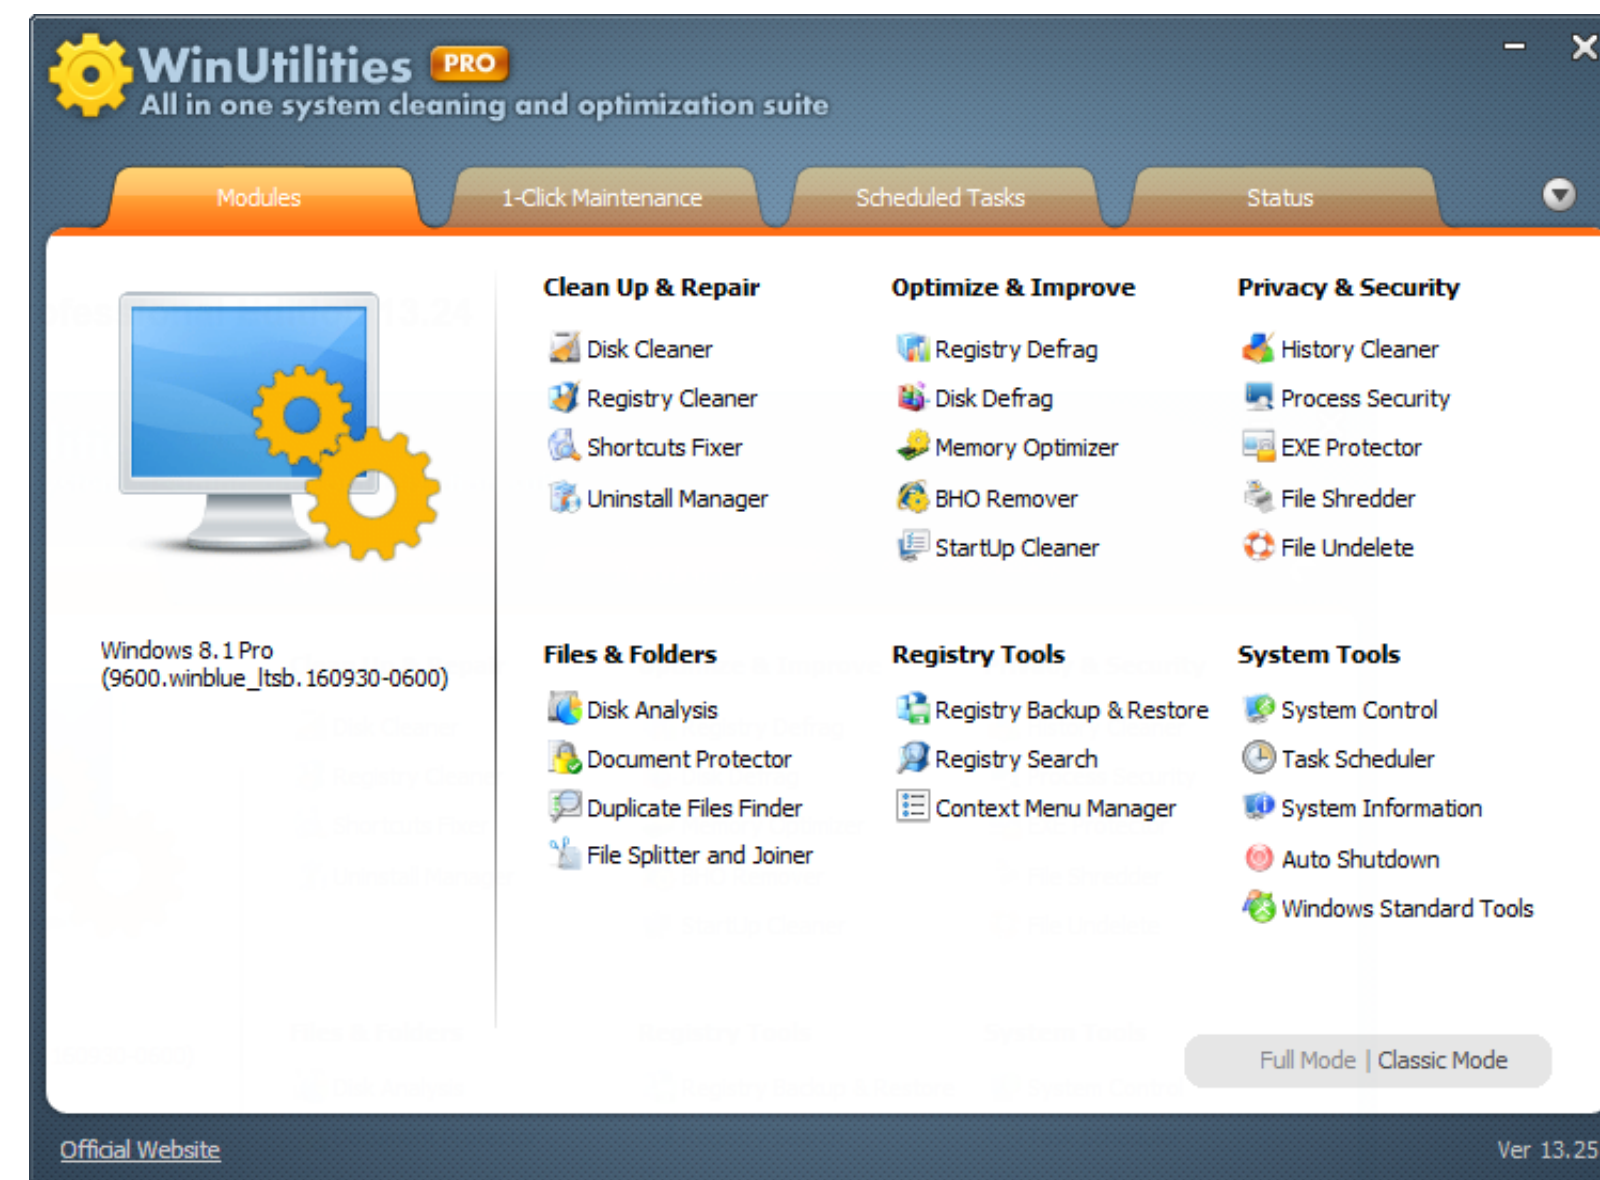 WinUtilities PRO
All in one system cleaning and optimization suite
Modules
1-Click Maintenance
Scheduled Tasks
Status
Windows 8.1 Pro
(9600.winblue_ltsb.160930-0600)
Clean Up & Repair
Disk Cleaner
Registry Cleaner
Shortcuts Fixer
Uninstall Manager
Optimize & Improve
Registry Defrag
Disk Defrag
Memory Optimizer
BHO Remover
StartUp Cleaner
Privacy & Security
History Cleaner
Process Security
EXE Protector
File Shredder
File Undelete
Files & Folders
Disk Analysis
Document Protector
Duplicate Files Finder
File Splitter and Joiner
Registry Tools
Registry Backup & Restore
Registry Search
Context Menu Manager
System Tools
System Control
Task Scheduler
System Information
Auto Shutdown
Windows Standard Tools
Full Mode | Classic Mode
Official Website
Ver 13.25